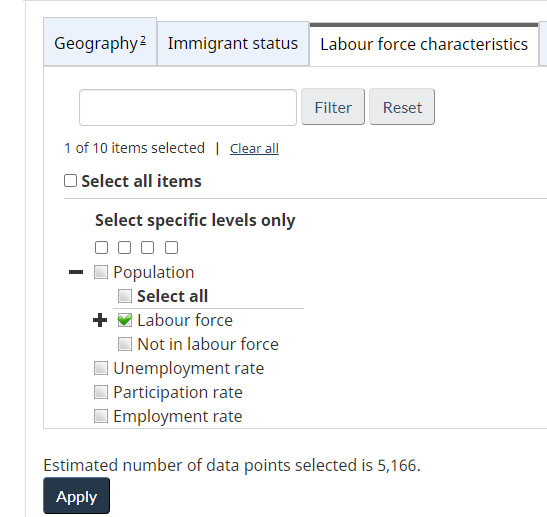 Geography2 Immigrant status Labour force characteristics
Filter Reset
1 of 10 items selected | Clear all
Select all items
Select specific levels only
Population
Select all
Labour force
Not in labour force
Unemployment rate
Participation rate
Employment rate
Estimated number of data points selected is 5,166.
Apply